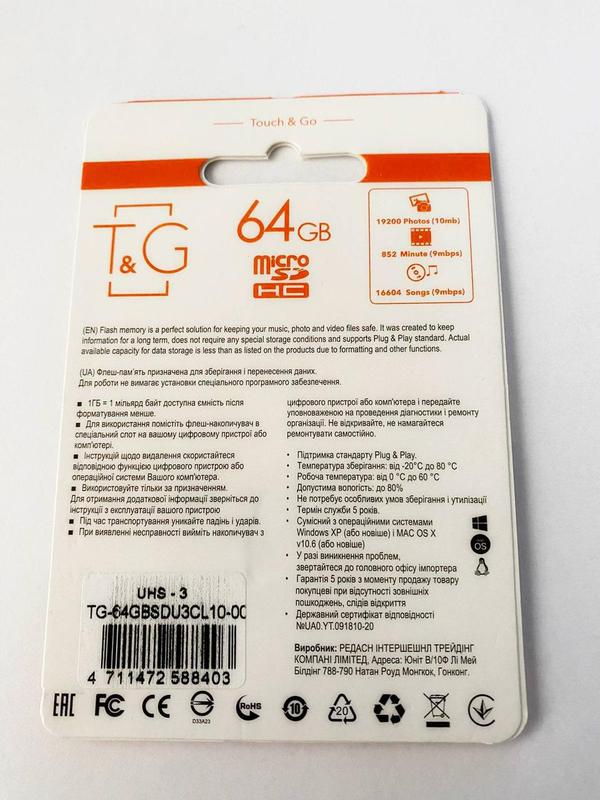 Touch & Go
T&G
64GB
micro
SD
HC
19200 Photos (10mb)
852 Minute (9mbps)
16604 Songs (9mbps)
(EN) Flash memory is a perfect solution for keeping your music, photo and video files safe. It was created to keep
information for a long term, does not require any special storage conditions and supports Plug & Play standard. Actual
available capacity for data storage is less than as listed on the products due to formatting and other functions.
(UA) Флеш-пам'ять призначена для зберігання і перенесення даних.
Для роботи не вимагає установки спеціального програмного забезпечення.
■ 1ГБ = 1 мільярд байт доступна ємність після
форматування менше.
■ Для використання помістіть флеш-накопичувач в
спеціальний слот на вашому цифровому пристрої або
комп'ютері.
■ Інструкцій щодо видалення скористайтеся
відповідною функцією цифрового пристрою або
операційної системи Вашого комп'ютера.
■ Використовуйте тільки за призначенням.
Для отримання додаткової інформації зверніться до
інструкції з експлуатації вашого пристрою
■ Під час транспортування уникайте падінь і ударів.
■ При виявленні несправності вийміть накопичувач з
цифрового пристрої або комп'ютера і передайте
уповноваженою на проведення діагностики і ремонту
організації. Не відкривайте, не намагайтеся
ремонтувати самостійно.
• Підтримка стандарту Plug & Play.
• Температура зберігання: від -20°C до 80 °C
• Робоча температура: від 0 °C до 60 °C
• Допустима вологість: до 80%
• Не потребує особливих умов зберігання і утилізації
• Термін служби 5 років.
• Сумісний з операційними системами
Windows XP (або новіше) і MAC OS X
v10.6 (або новіше)
• У разі виникнення проблем,
звертайтеся до головного офісу імпортера
• Гарантія 5 років з моменту продажу товару
покупцеві при відсутності зовнішніх
пошкоджень, слідів відкриття
• Державний сертифікат відповідності
№UA0.YT.091810-20
OS
UHS - 3
TG-64GBSDU3CL10-00
4 711472 588403
Виробник: РЕДАСН ІНТЕРШЕШНЛ ТРЕЙДІНГ
КОМПАНІ ЛІМІТЕД, Адреса: Юніт В/10Ф Лі Мей
Білдінг 788-790 Натан Роуд Монгкок, Гонконг.
EAC FC CE D33A23 RoHS 10 20